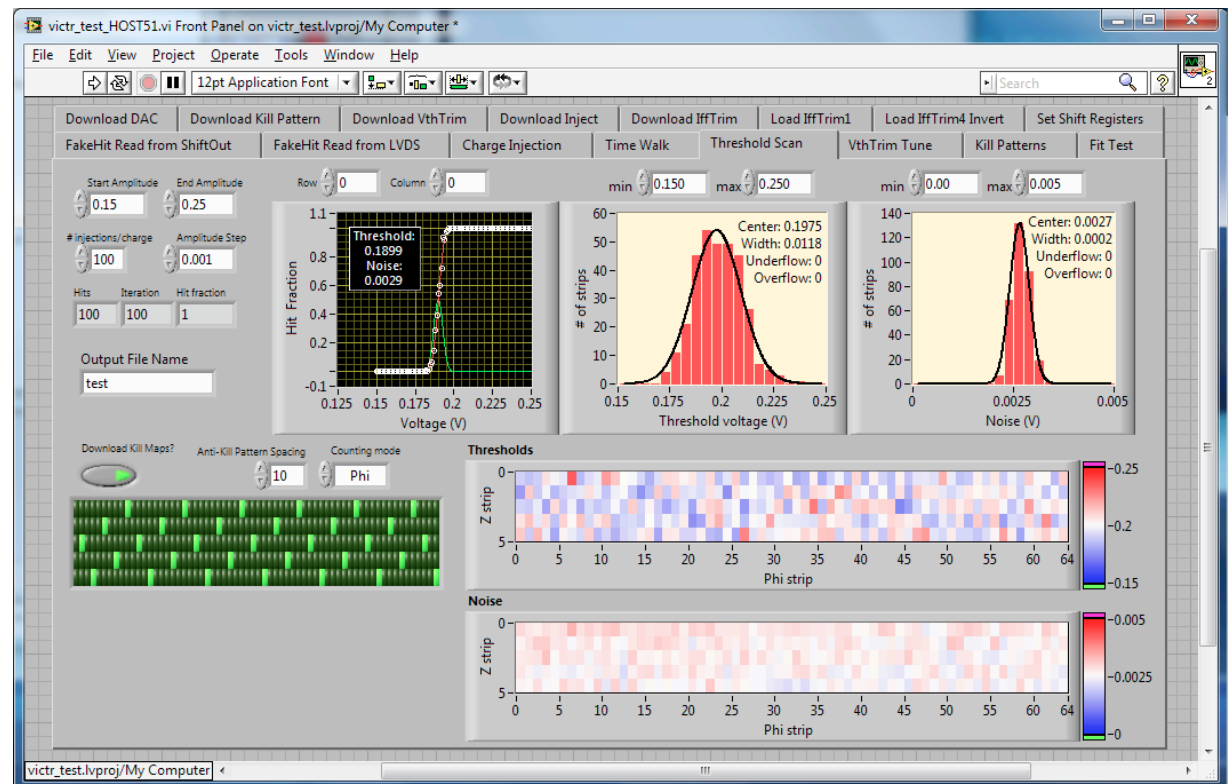 victr_test_HOST51.vi Front Panel on victr_test.lvproj/My Computer *
File Edit View Project Operate Tools Window Help
12pt Application Font
Search
2
Download DAC Download Kill Pattern Download VthTrim Download Inject Download IffTrim Load IffTrim1 Load IffTrim4 Invert Set Shift Registers
FakeHit Read from ShiftOut FakeHit Read from LVDS Charge Injection Time Walk Threshold Scan VthTrim Tune Kill Patterns Fit Test
Start Amplitude End Amplitude
0.15 0.25
# injections/charge Amplitude Step
100 0.001
Hits Iteration Hit fraction
100 100 1
Output File Name
test
Row 0 Column 0
1.1
0.8
0.6
0.4
0.2
-0.1
Hit Fraction
Threshold:
0.1899
Noise:
0.0029
0.125 0.15 0.175 0.2 0.225 0.25
Voltage (V)
min 0.150 max 0.250
60
50
40
30
20
10
0
# of strips
Center: 0.1975
Width: 0.0118
Underflow: 0
Overflow: 0
0.15 0.175 0.2 0.225 0.25
Threshold voltage (V)
min 0.00 max 0.005
140
120
100
80
60
40
20
0
# of strips
Center: 0.0027
Width: 0.0002
Underflow: 0
Overflow: 0
0 0.0025 0.005
Noise (V)
Download Kill Maps? Anti-Kill Pattern Spacing Counting mode
10 Phi
Thresholds
0
5
Z strip
0 5 10 15 20 25 30 35 40 45 50 55 60 64
Phi strip
0.25
0.2
0.15
Noise
0
5
Z strip
0 5 10 15 20 25 30 35 40 45 50 55 60 64
Phi strip
0.005
0.0025
0
victr_test.lvproj/My Computer